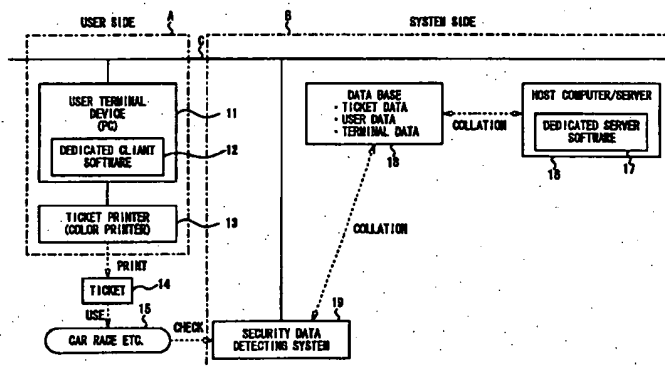 USER SIDE
A
B
SYSTEM SIDE
C
USER TERMINAL
DEVICE
(PC)
11
DEDICATED CLIANT
SOFTWARE
12
TICKET PRINTER
(COLOR PRINTER)
13
PRINT
TICKET
14
USE
15
CAR RACE ETC.
CHECK
DATA BASE
· TICKET DATA
· USER DATA
· TERMINAL DATA
18
COLLATION
HOST COMPUTER/SERVER
DEDICATED SERVER
SOFTWARE
16
17
COLLATION
19
SECURITY DATA
DETECTING SYSTEM